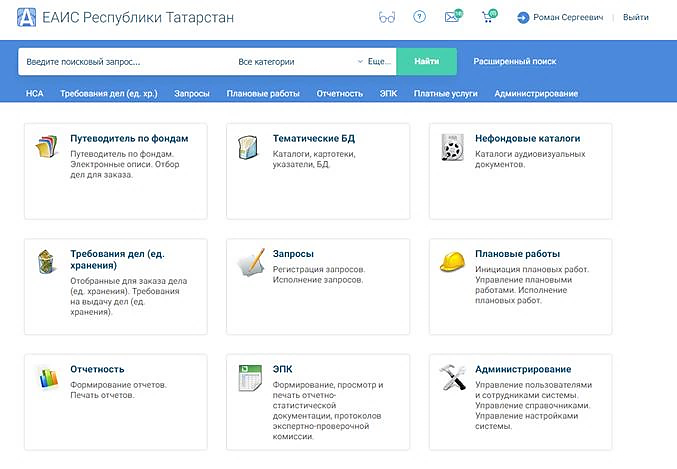 ЕАИС Республики Татарстан
Роман Сергеевич | Выйти
Введите поисковый запрос... Все категории Еще... Найти Расширенный поиск
НСА Требования дел (ед. хр.) Запросы Плановые работы Отчетность ЭПК Платные услуги Администрирование
Путеводитель по фондам
Путеводитель по фондам.
Электронные описи. Отбор
дел для заказа.
Тематические БД
Каталоги, картотеки,
указатели, БД.
Нефондовые каталоги
Каталоги аудиовизуальных
документов.
Требования дел (ед.
хранения)
Отобранные для заказа дела
(ед. хранения). Требования
на выдачу дел (ед.
хранения).
Запросы
Регистрация запросов.
Исполнение запросов.
Плановые работы
Инициация плановых работ.
Управление плановыми
работами. Исполнение
плановых работ.
Отчетность
Формирование отчетов.
Печать отчетов.
ЭПК
Формирование, просмотр и
печать отчетно-
статистической
документации, протоколов
экспертно-проверочной
комиссии.
Администрирование
Управление пользователями
и сотрудниками системы.
Управление справочниками.
Управление настройками
системы.